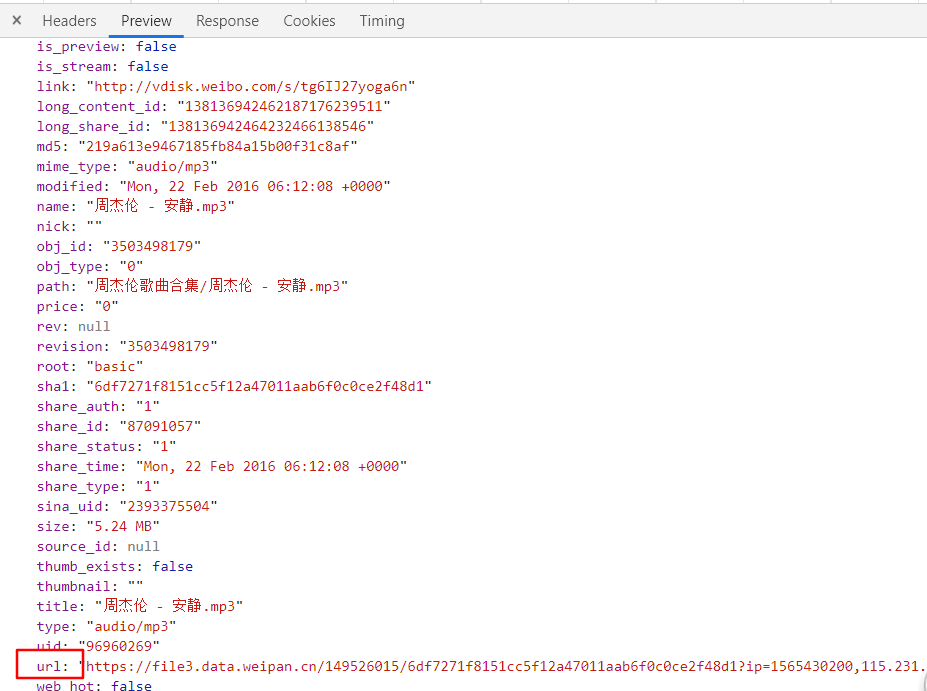 × Headers Preview Response Cookies Timing
is_preview: false
is_stream: false
link: "http://vdisk.weibo.com/s/tg6IJ27yoga6n"
long_content_id: "138136942462187176239511"
long_share_id: "138136942464232466138546"
md5: "219a613e9467185fb84a15b00f31c8af"
mime_type: "audio/mp3"
modified: "Mon, 22 Feb 2016 06:12:08 +0000"
name: "周杰伦 - 安静.mp3"
nick: ""
obj_id: "3503498179"
obj_type: "0"
path: "周杰伦歌曲合集/周杰伦 - 安静.mp3"
price: "0"
rev: null
revision: "3503498179"
root: "basic"
sha1: "6df7271f8151cc5f12a47011aab6f0c0ce2f48d1"
share_auth: "1"
share_id: "87091057"
share_status: "1"
share_time: "Mon, 22 Feb 2016 06:12:08 +0000"
share_type: "1"
sina_uid: "2393375504"
size: "5.24 MB"
source_id: null
thumb_exists: false
thumbnail: ""
title: "周杰伦 - 安静.mp3"
type: "audio/mp3"
uid: "96960269"
url: "https://file3.data.weipan.cn/149526015/6df7271f8151cc5f12a47011aab6f0c0ce2f48d1?ip=1565430200,115.231.
web_hot: false